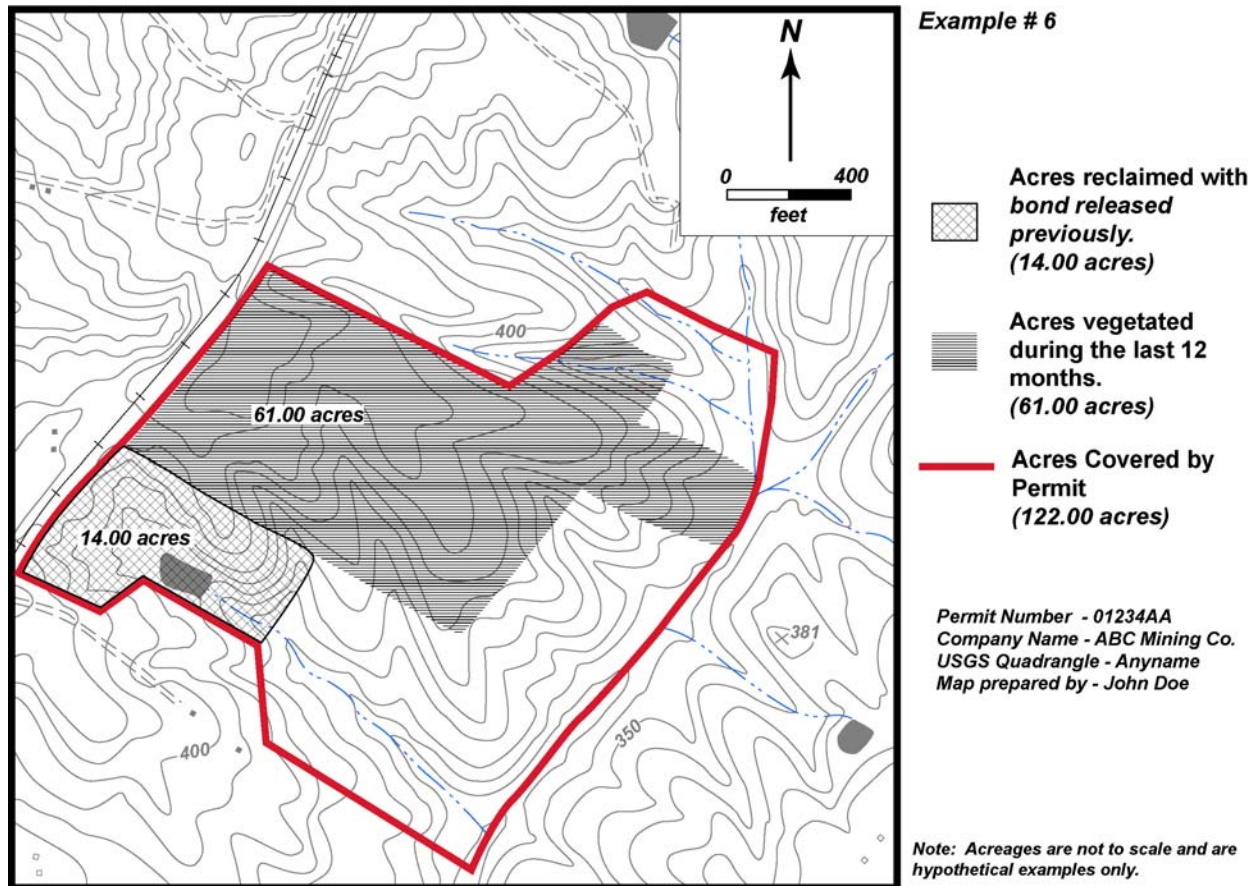 Example # 6
N
0 400
feet
Acres reclaimed with
bond released
previously.
(14.00 acres)
Acres vegetated
during the last 12
months.
(61.00 acres)
Acres Covered by
Permit
(122.00 acres)
400
61.00 acres
14.00 acres
381
350
400
Permit Number - 01234AA
Company Name - ABC Mining Co.
USGS Quadrangle - Anyname
Map prepared by - John Doe
Note: Acreages are not to scale and are
hypothetical examples only.